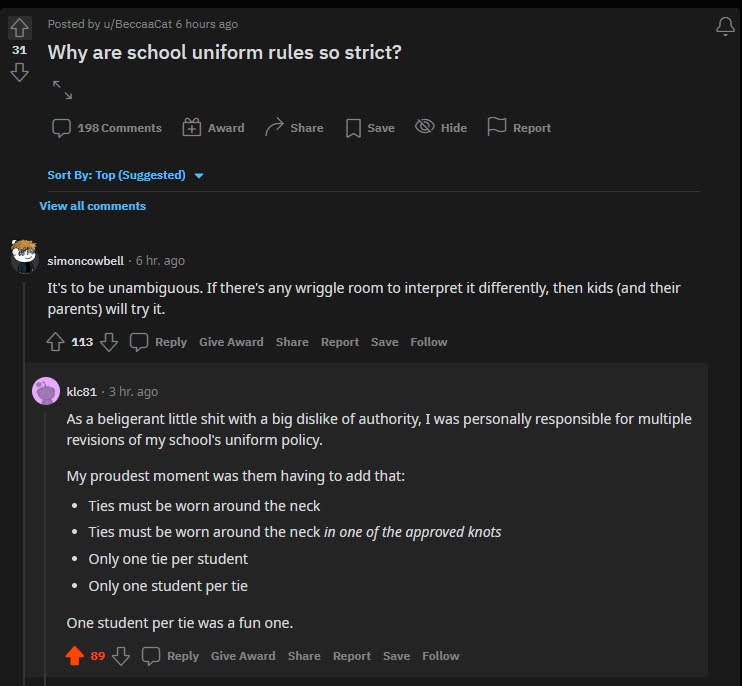 Posted by u/BeccaaCat 6 hours ago
31
Why are school uniform rules so strict?
198 Comments Award Share Save Hide Report
Sort By: Top (Suggested)
View all comments
simoncowbell · 6 hr. ago
It's to be unambiguous. If there's any wriggle room to interpret it differently, then kids (and their
parents) will try it.
113 Reply Give Award Share Report Save Follow
klc81 · 3 hr. ago
As a beligerant little shit with a big dislike of authority, I was personally responsible for multiple
revisions of my school's uniform policy.
My proudest moment was them having to add that:
• Ties must be worn around the neck
• Ties must be worn around the neck in one of the approved knots
• Only one tie per student
• Only one student per tie
One student per tie was a fun one.
89 Reply Give Award Share Report Save Follow